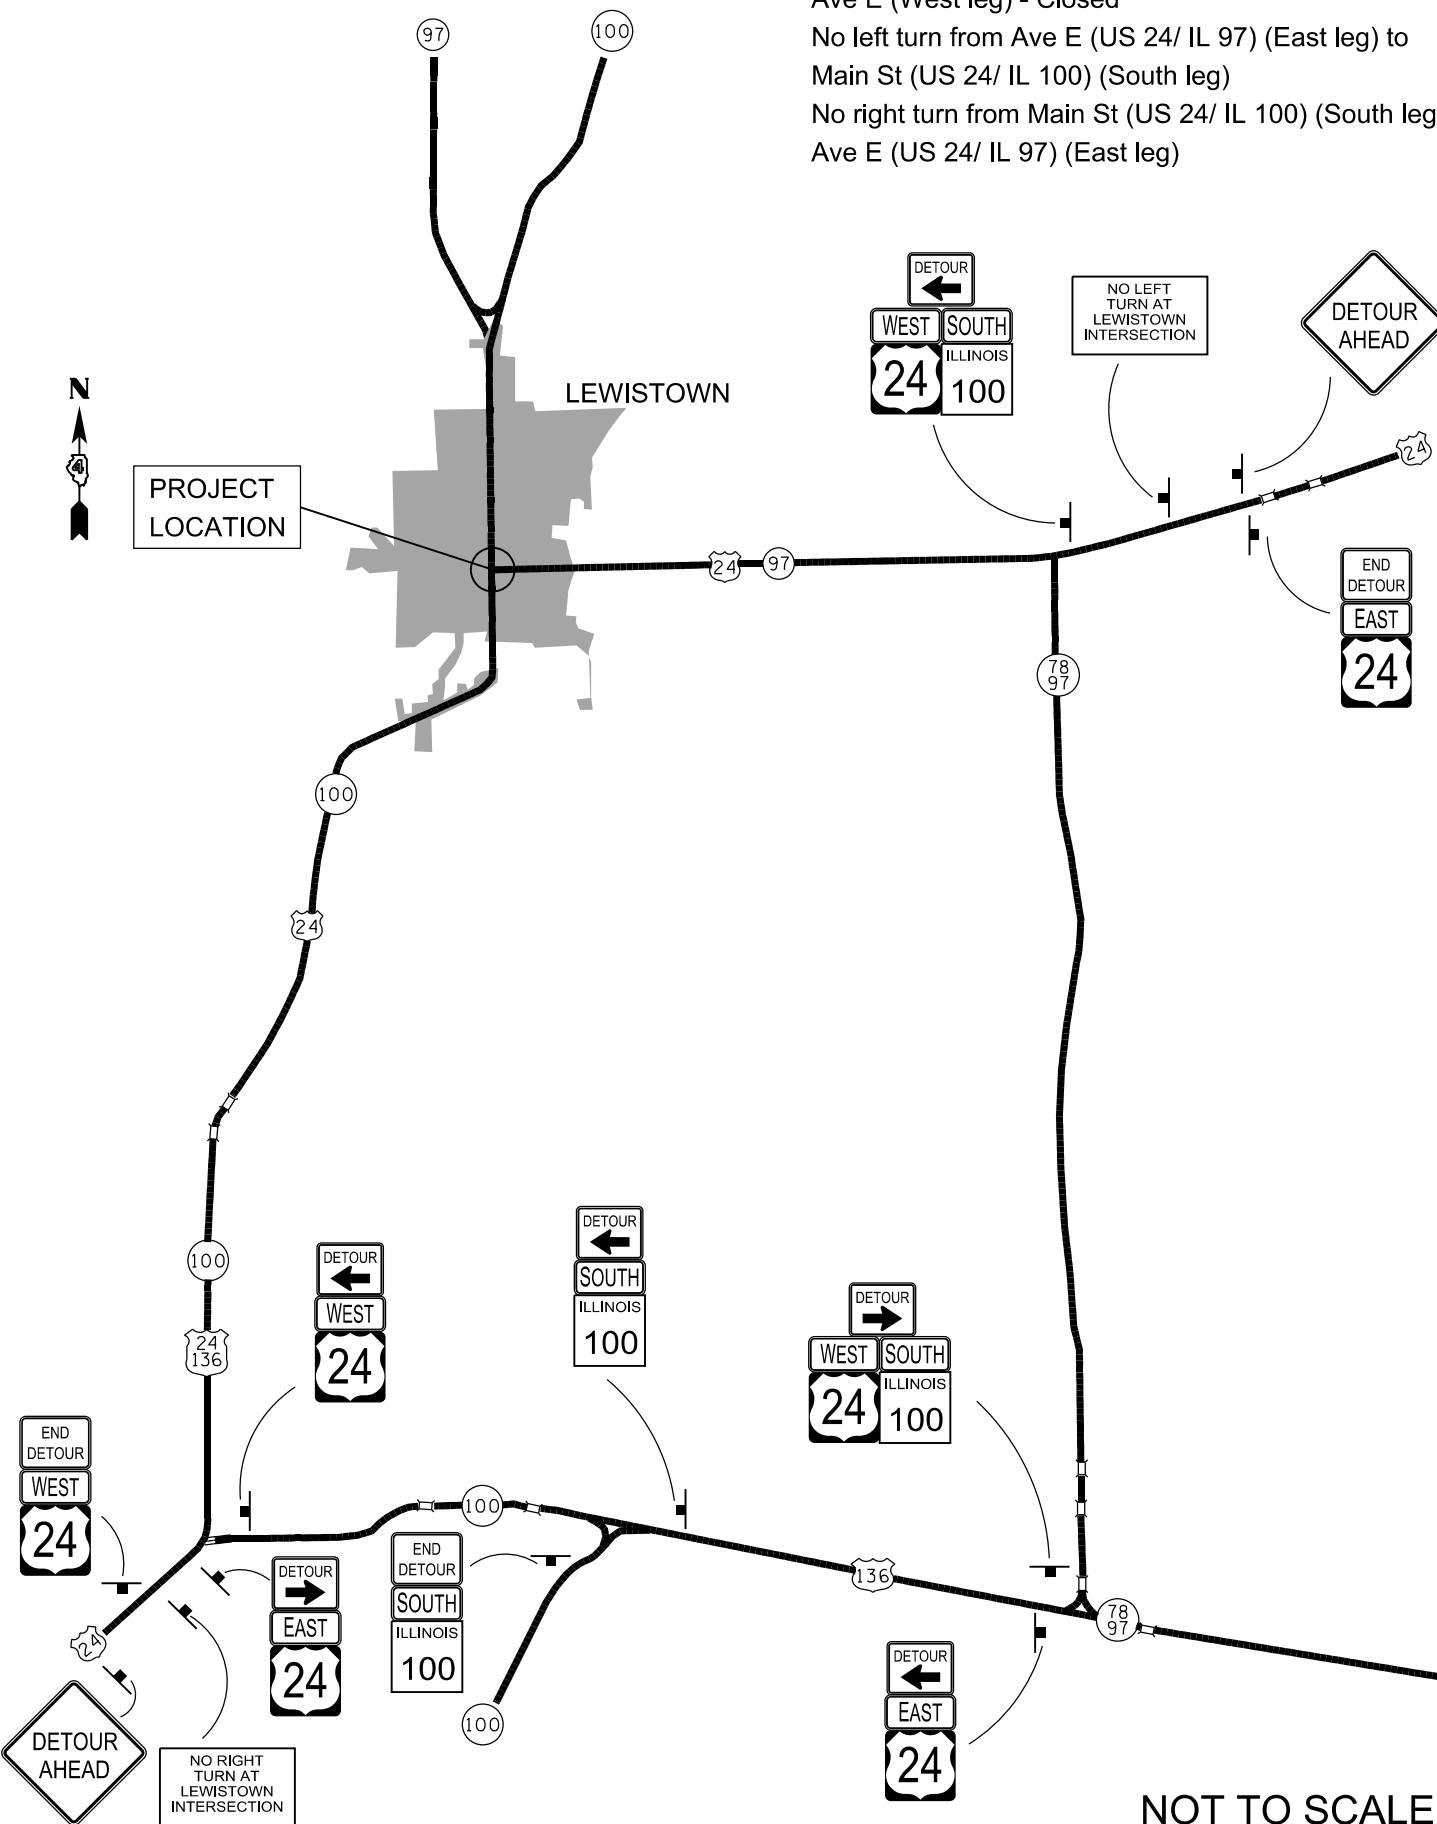 Ave E (West leg) - Closed
No left turn from Ave E (US 24/ IL 97) (East leg) to
Main St (US 24/ IL 100) (South leg)
No right turn from Main St (US 24/ IL 100) (South leg
Ave E (US 24/ IL 97) (East leg)
97
100
DETOUR
WEST SOUTH
24
ILLINOIS
100
NO LEFT
TURN AT
LEWISTOWN
INTERSECTION
DETOUR
AHEAD
N
4
LEWISTOWN
PROJECT
LOCATION
24
24
97
END
DETOUR
EAST
24
78
97
100
24
100
24
136
DETOUR
WEST
24
DETOUR
SOUTH
ILLINOIS
100
DETOUR
WEST SOUTH
24
ILLINOIS
100
END
DETOUR
WEST
24
100
END
DETOUR
SOUTH
ILLINOIS
100
136
78
97
DETOUR
EAST
24
24
100
DETOUR
EAST
24
DETOUR
AHEAD
NO RIGHT
TURN AT
LEWISTOWN
INTERSECTION
NOT TO SCALE